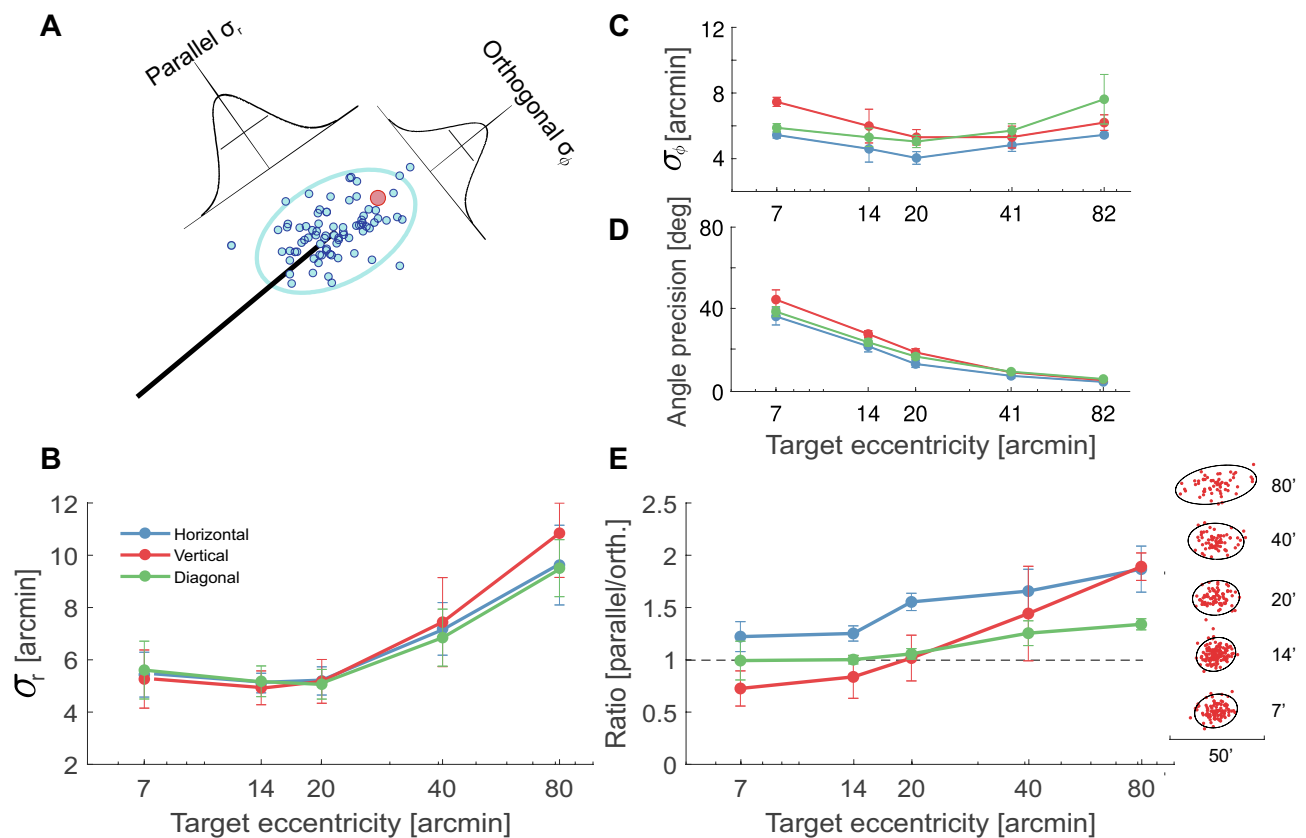 A
Parallel σr
Orthogonal σϕ
C
σϕ [arcmin]
12
8
4
7 14 20 41 82
D
Angle precision [deg]
80
40
0
7 14 20 41 82
Target eccentricity [arcmin]
B
σr [arcmin]
12
10
8
6
4
2
Horizontal
Vertical
Diagonal
7 14 20 40 80
Target eccentricity [arcmin]
E
Ratio [parallel/orth.]
2.5
2
1.5
1
0.5
0
7 14 20 40 80
Target eccentricity [arcmin]
80’
40’
20’
14’
7’
50’